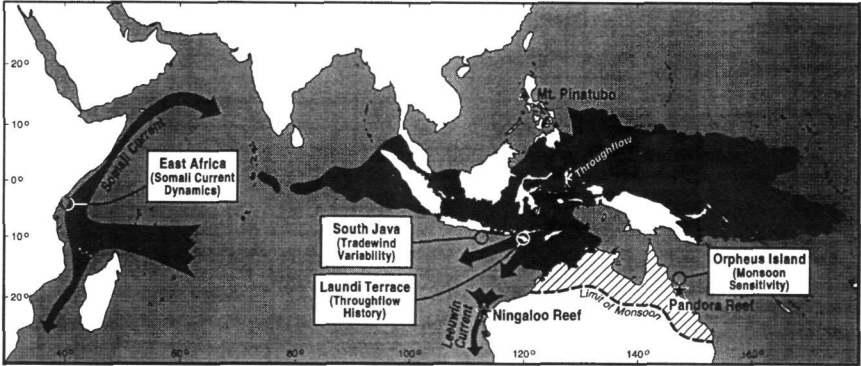 20°
10°
0°
10°
20°
Somali Current
East Africa
(Somali Current
Dynamics)
Mt. Pinatubo
Throughflow
South Java
(Tradewind
Variability)
Laundi Terrace
(Throughflow
History)
Orpheus Island
(Monsoon
Sensitivity)
Pandora Reef
Limit of Monsoon
Ningaloo Reef
Leeuwin
Current
40°
60°
80°
100°
120°
140°
160°